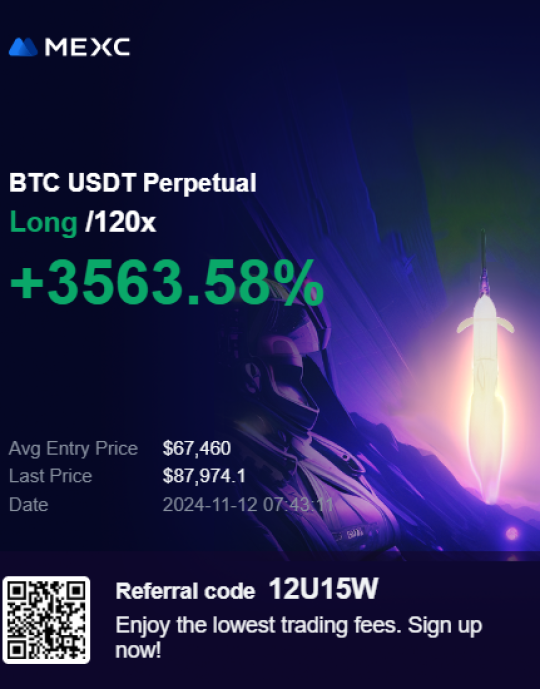 MEXC
BTC USDT Perpetual
Long /120x
+3563.58%
Avg Entry Price $67,460
Last Price $87,974.1
Date 2024-11-12 07:43:11
Referral code 12U15W
Enjoy the lowest trading fees. Sign up
now!